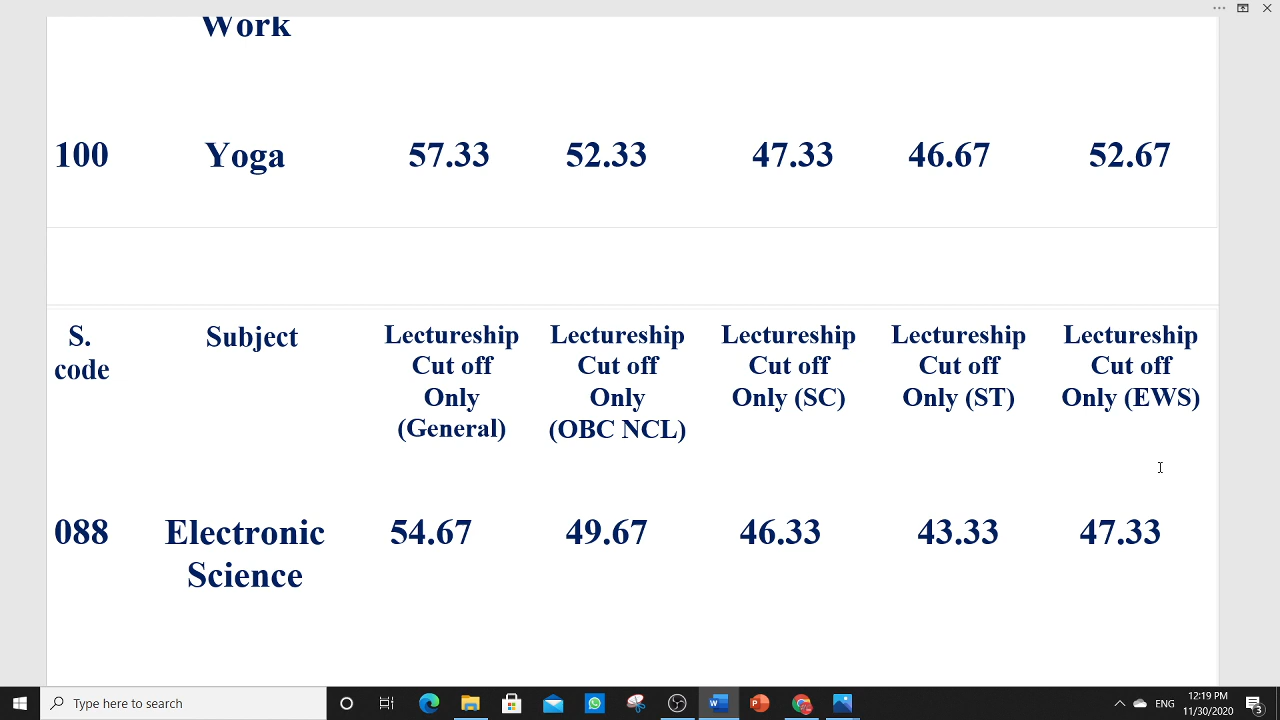 Work
100 Yoga 57.33 52.33 47.33 46.67 52.67
S. Subject Lectureship Lectureship Lectureship Lectureship Lectureship
code Cut off Cut off Cut off Cut off Cut off
Only Only Only (SC) Only (ST) Only (EWS)
(General) (OBC NCL)
088 Electronic 54.67 49.67 46.33 43.33 47.33
Science
Type here to search
ENG
12:19 PM
11/30/2020
3